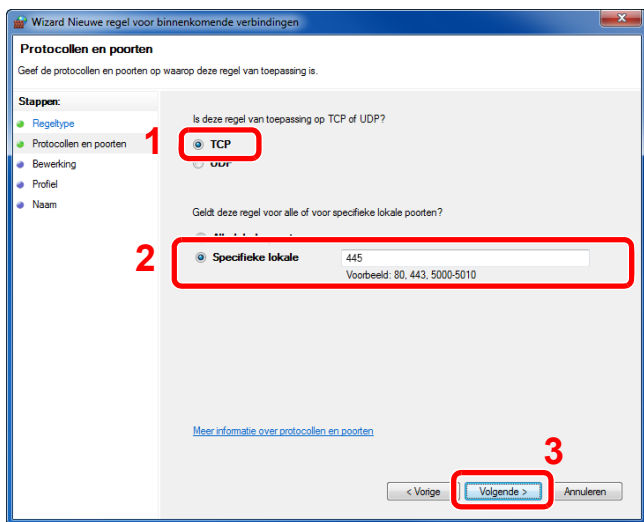 Wizard Nieuwe regel voor binnenkomende verbindingen
Protocollen en poorten
Geef de protocollen en poorten op waarop deze regel van toepassing is.
Stappen:
Regeltype
Protocollen en poorten
Bewerking
Profiel
Naam
1
Is deze regel van toepassing op TCP of UDP?
TCP
UDP
Geldt deze regel voor alle of voor specifieke lokale poorten?
2
Specifieke lokale
445
Voorbeeld: 80, 443, 5000-5010
Meer informatie over protocollen en poorten
3
< Vorige
Volgende >
Annuleren